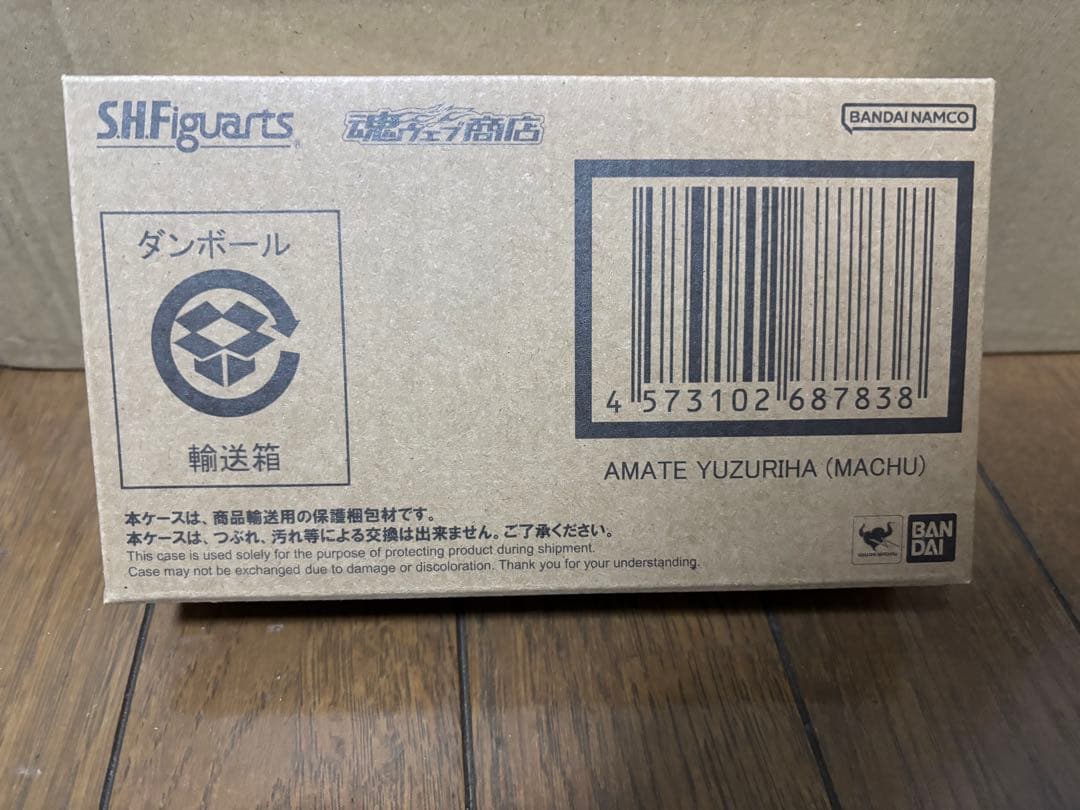 S.H.Figuarts
魂ウェブ商店
BANDAI NAMCO
ダンボール
輸送箱
4 573102 687838
AMATE YUZURIHA (MACHU)
本ケースは、商品輸送用の保護梱包材です。
本ケースは、つぶれ、汚れ等による交換は出来ません。ご了承ください。
This case is used solely for the purpose of protecting product during shipment.
Case may not be exchanged due to damage or discoloration. Thank you for your understanding.
BAN
DAI